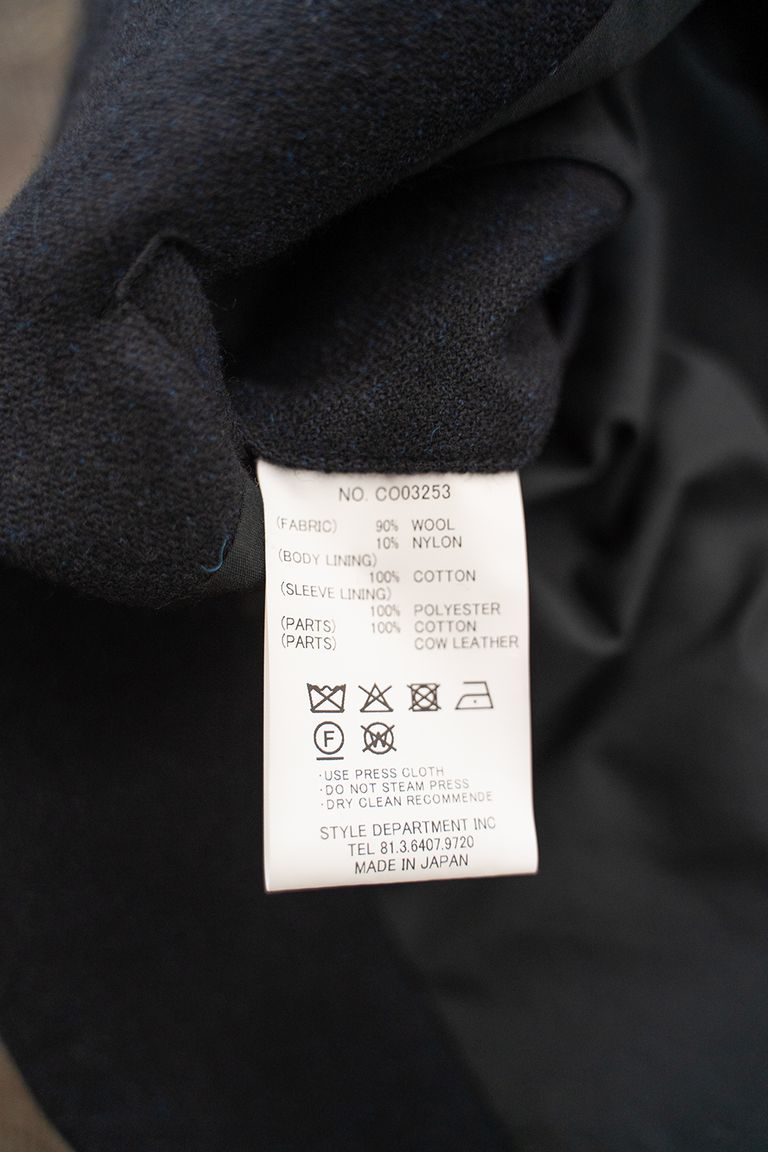 NO. CO03253
(FABRIC) 90% WOOL
10% NYLON
(BODY LINING)
100% COTTON
(SLEEVE LINING)
100% POLYESTER
(PARTS) 100% COTTON
(PARTS) COW LEATHER
F W
·USE PRESS CLOTH
·DO NOT STEAM PRESS
·DRY CLEAN RECOMMENDE
STYLE DEPARTMENT INC
TEL 81.3.6407.9720
MADE IN JAPAN